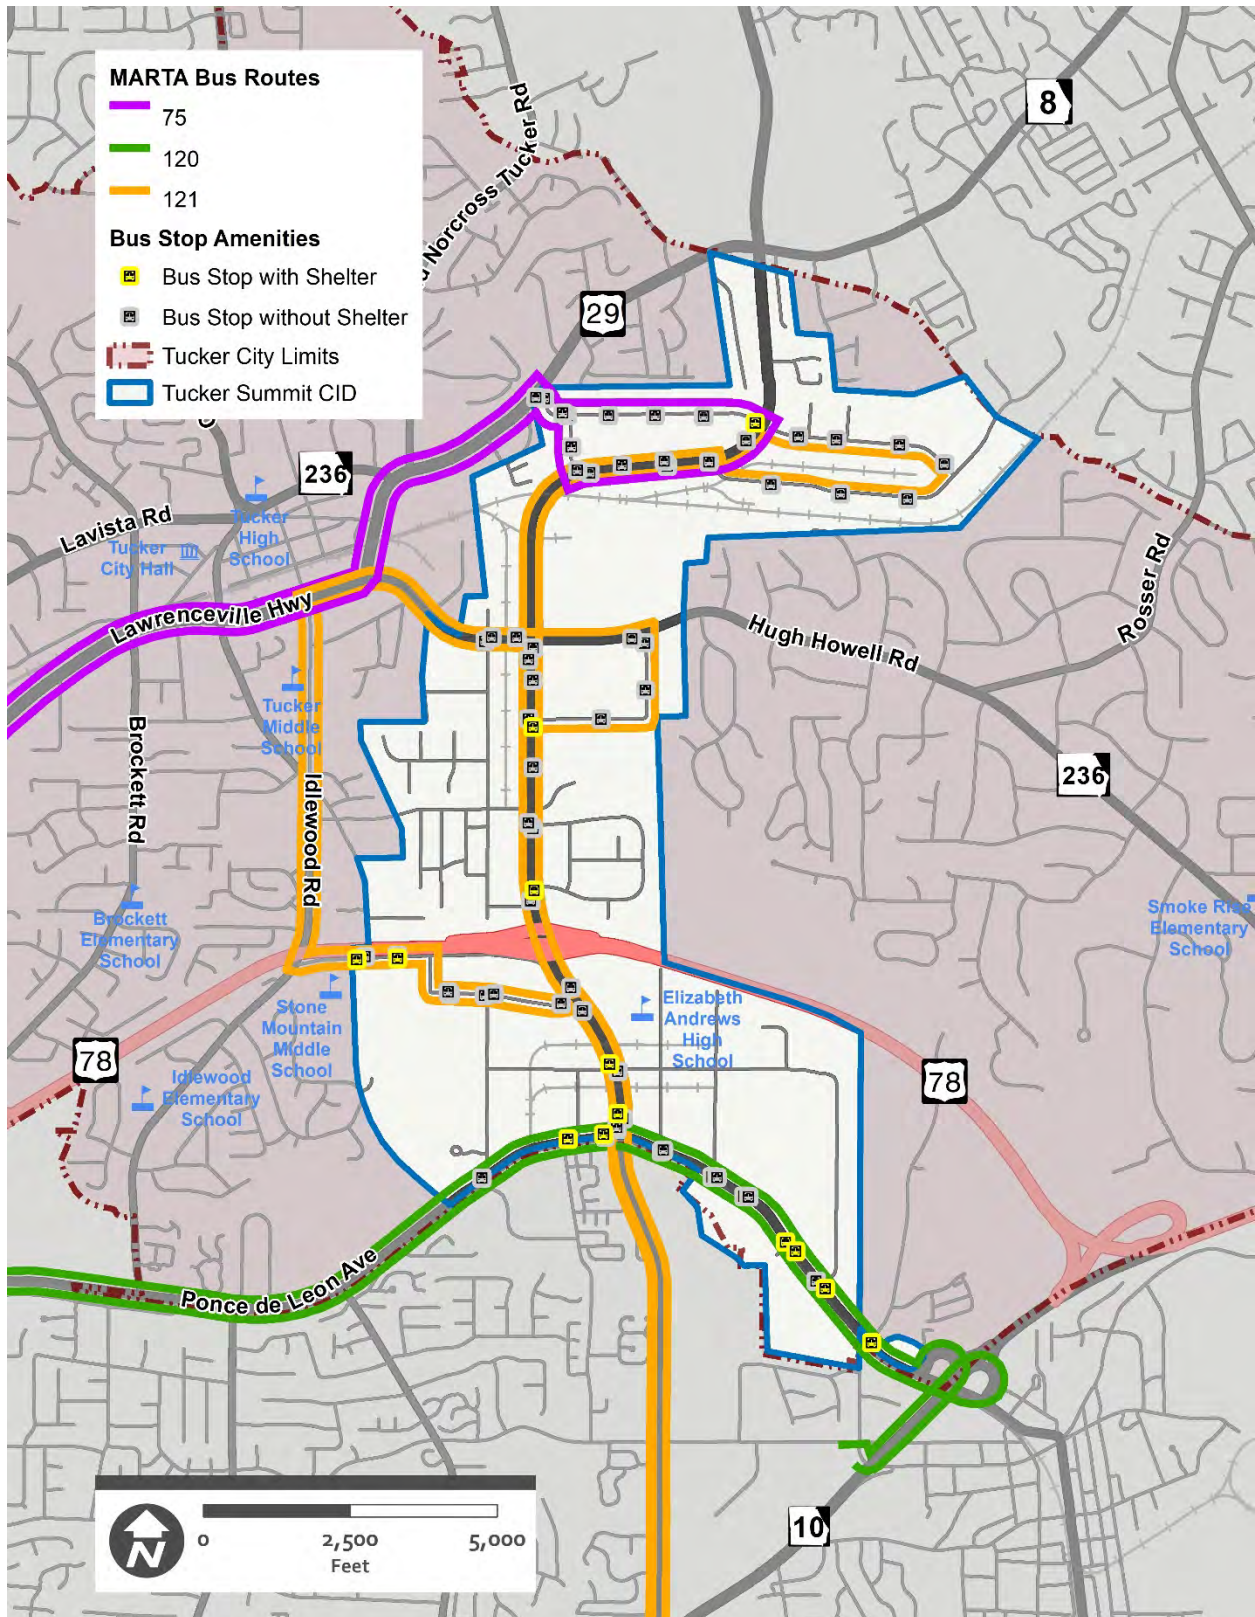 MARTA Bus Routes
75
120
121
Bus Stop Amenities
Bus Stop with Shelter
Bus Stop without Shelter
Tucker City Limits
Tucker Summit CID
Norcross Tucker Rd
8
29
236
Lavista Rd
Tucker
High
School
Tucker
City Hall
Lawrenceville Hwy
Hugh Howell Rd
Rosser Rd
Tucker
Middle
School
Brockett Rd
Idlewood Rd
236
Brockett
Elementary
School
Smoke Rise
Elementary
School
Stone
Mountain
Middle
School
Elizabeth
Andrews
High
School
78
78
Idlewood
Elementary
School
Ponce de Leon Ave
10
N
0
2,500
5,000
Feet